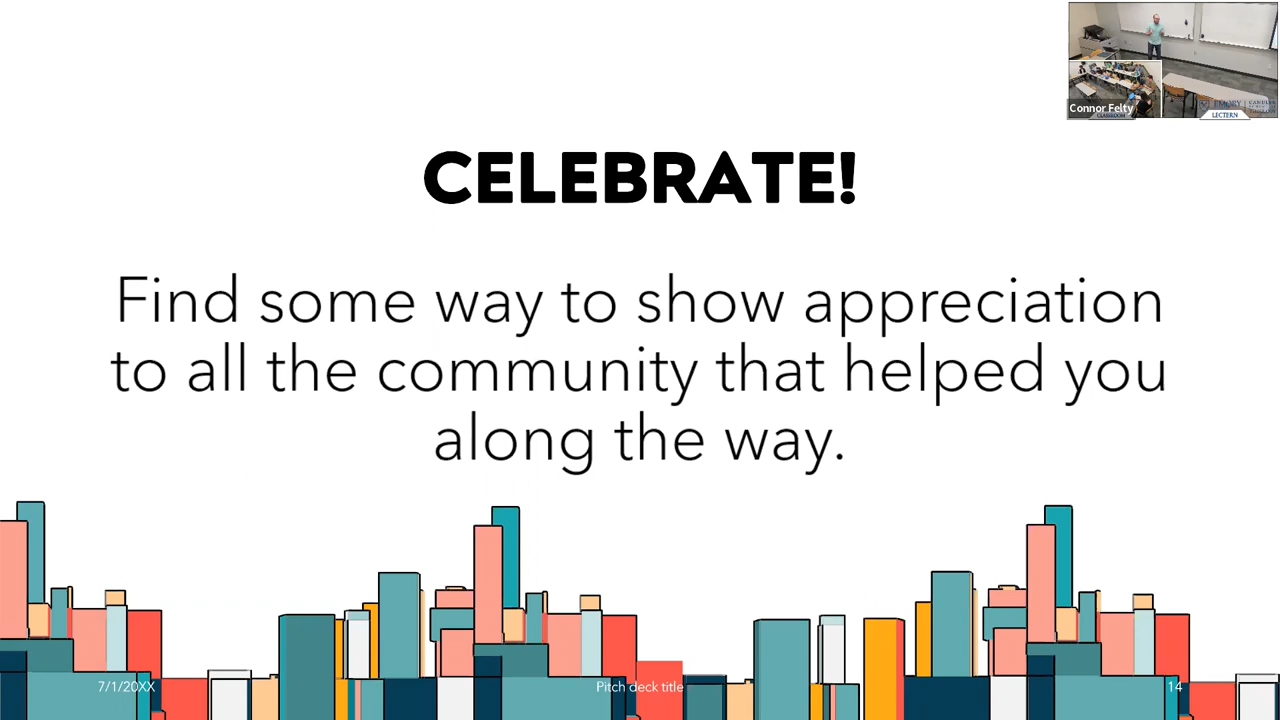 CELEBRATE!
Find some way to show appreciation
to all the community that helped you
along the way.
7/1/20XX
Pitch deck title
14
Connor Felty
CLASSROOM
EMORY
LECTERN